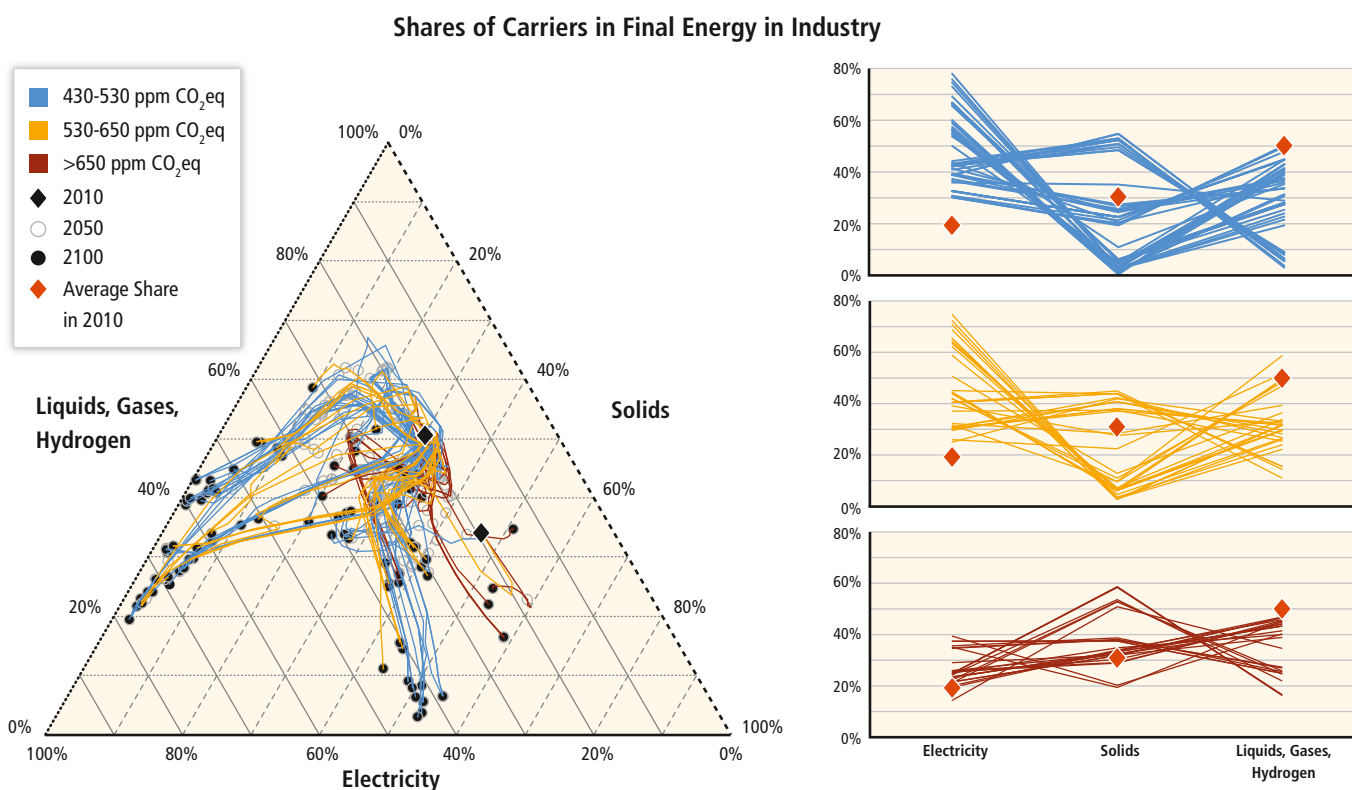 Shares of Carriers in Final Energy in Industry
430-530 ppm CO₂eq
530-650 ppm CO₂eq
>650 ppm CO₂eq
2010
2050
2100
Average Share
in 2010
100%
0%
80%
20%
60%
40%
Liquids, Gases,
Hydrogen
Solids
40%
60%
20%
80%
0%
100%
100%
80%
60%
40%
20%
0%
Electricity
80%
60%
40%
20%
0%
80%
60%
40%
20%
0%
80%
60%
40%
20%
0%
Electricity
Solids
Liquids, Gases,
Hydrogen